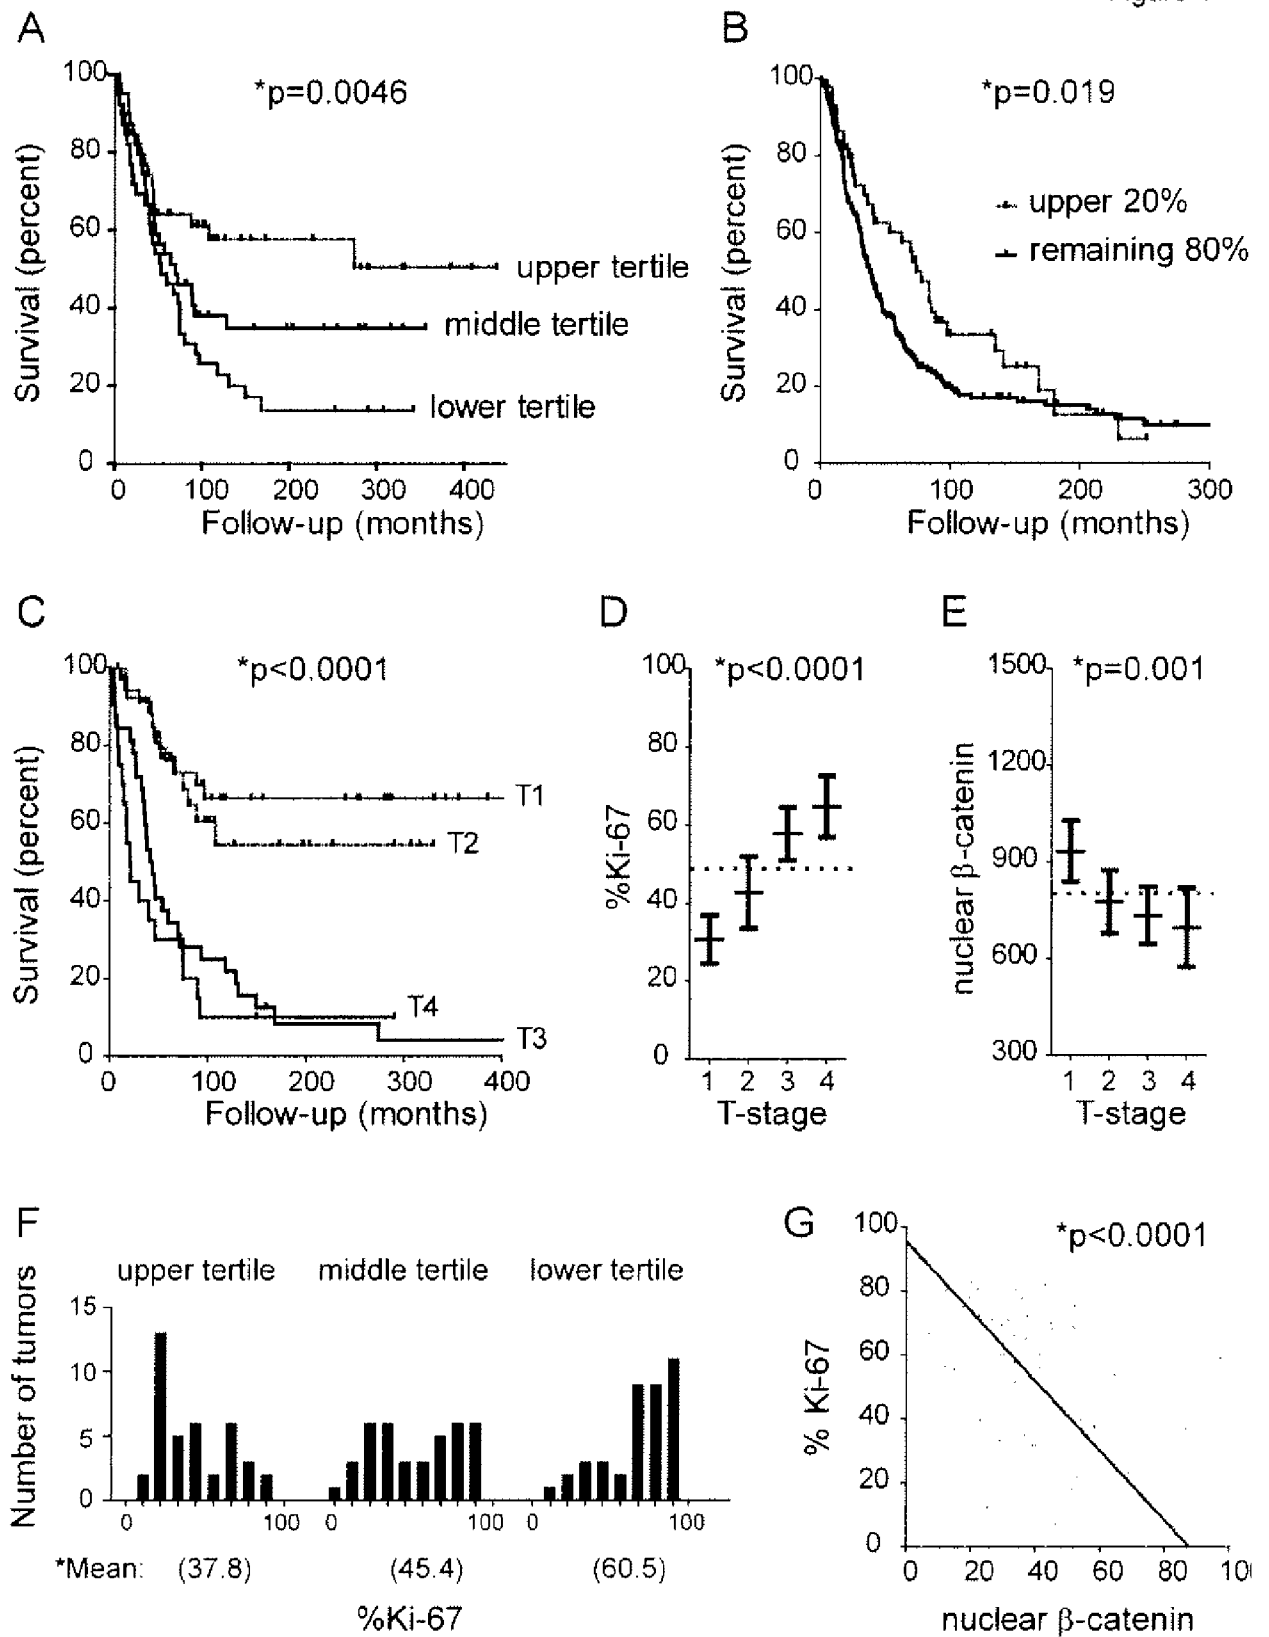 A
*p=0.0046
Survival (percent)
100
80
60
40
20
0
upper tertile
middle tertile
lower tertile
0 100 200 300 400
Follow-up (months)
B
*p=0.019
Survival (percent)
100
80
60
40
20
0
upper 20%
remaining 80%
0 100 200 300
Follow-up (months)
C
*p<0.0001
Survival (percent)
100
80
60
40
20
0
T1
T2
T4
T3
0 100 200 300 400
Follow-up (months)
D
*p<0.0001
%Ki-67
100
80
60
40
20
0
1 2 3 4
T-stage
E
*p=0.001
nuclear β-catenin
1500
1200
900
600
300
1 2 3 4
T-stage
F
upper tertile middle tertile lower tertile
Number of tumors
15
10
5
0
0 100 0 100 0 100
*Mean: (37.8) (45.4) (60.5)
%Ki-67
G
*p<0.0001
% Ki-67
100
80
60
40
20
0
0 20 40 60 80
nuclear β-catenin